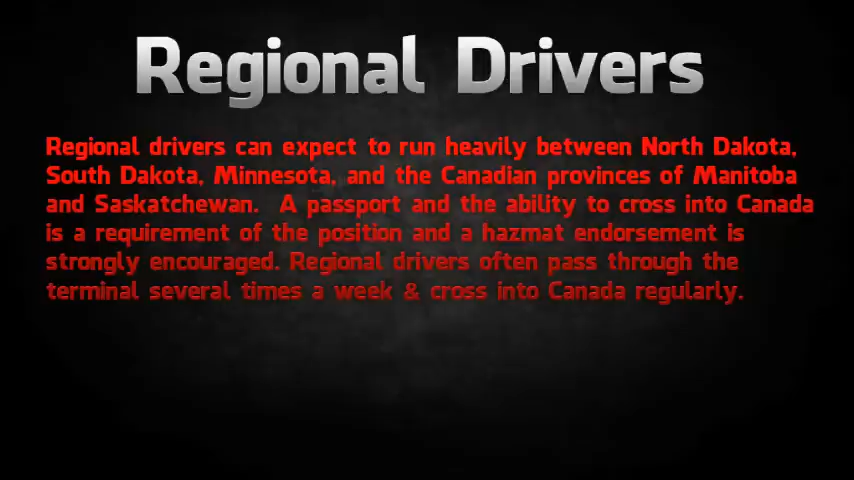 Regional Drivers
Regional drivers can expect to run heavily between North Dakota,
South Dakota, Minnesota, and the Canadian provinces of Manitoba
and Saskatchewan.  A passport and the ability to cross into Canada
is a requirement of the position and a hazmat endorsement is
strongly encouraged. Regional drivers often pass through the
terminal several times a week & cross into Canada regularly.